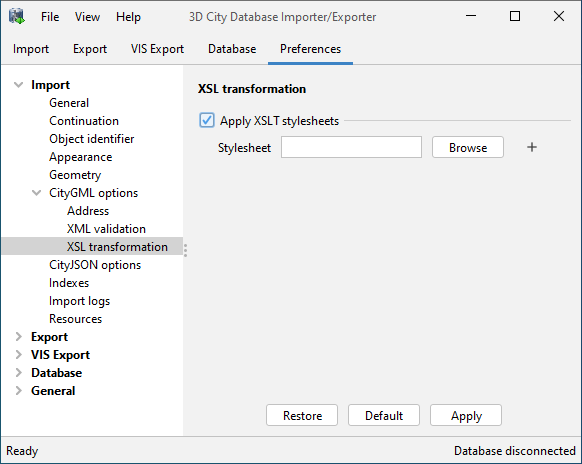 3D City Database Importer/Exporter
File View Help
Import Export VIS Export Database Preferences
Import
General
Continuation
Object identifier
Appearance
Geometry
CityGML options
Address
XML validation
XSL transformation
CityJSON options
Indexes
Import logs
Resources
Export
VIS Export
Database
General
XSL transformation
Apply XSLT stylesheets
Stylesheet Browse +
Restore Default Apply
Ready Database disconnected